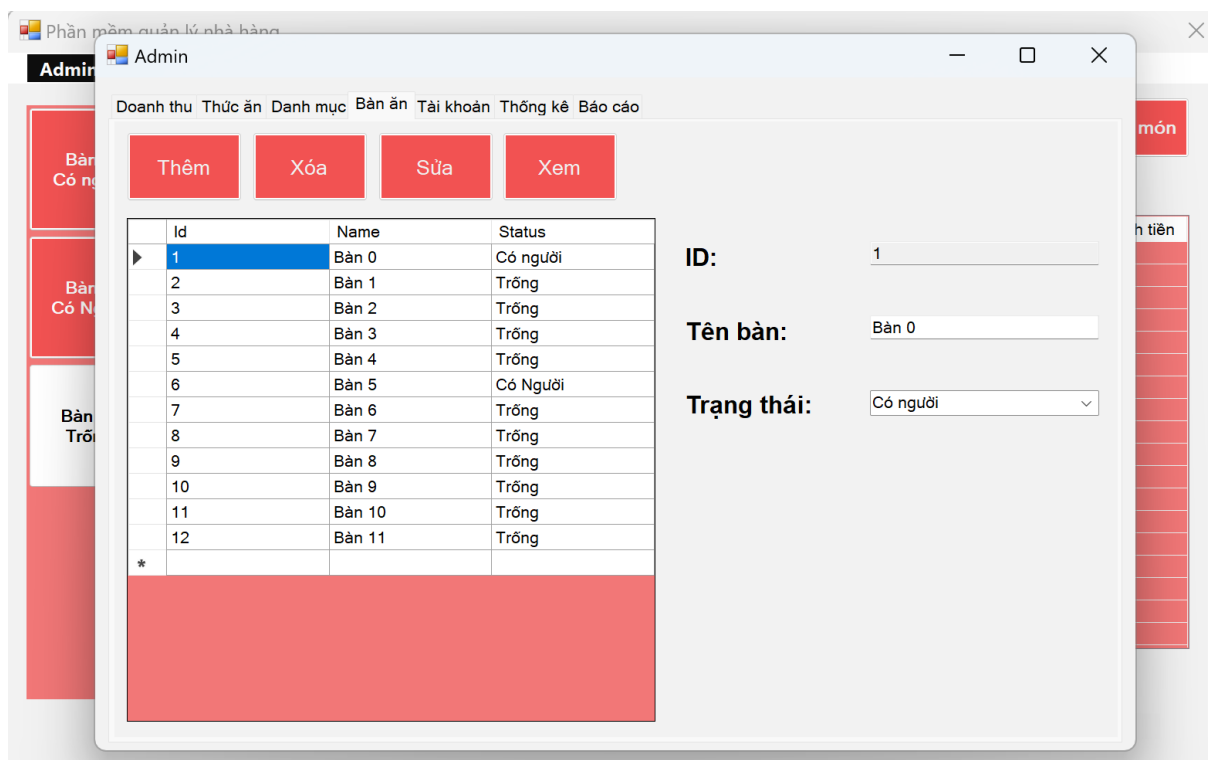 Phần mềm quản lý nhà hàng
Admin
Admin
Doanh thu Thức ăn Danh mục Bàn ăn Tài khoản Thống kê Báo cáo
Thêm Xóa Sửa Xem
món
Có
Có
Bàn
Id Name Status
1 Bàn 0 Có người
2 Bàn 1 Trống
3 Bàn 2 Trống
4 Bàn 3 Trống
5 Bàn 4 Trống
6 Bàn 5 Có Người
7 Bàn 6 Trống
8 Bàn 7 Trống
9 Bàn 8 Trống
10 Bàn 9 Trống
11 Bàn 10 Trống
12 Bàn 11 Trống
*
ID: 1
Tên bàn: Bàn 0
Trạng thái: Có người
tiền